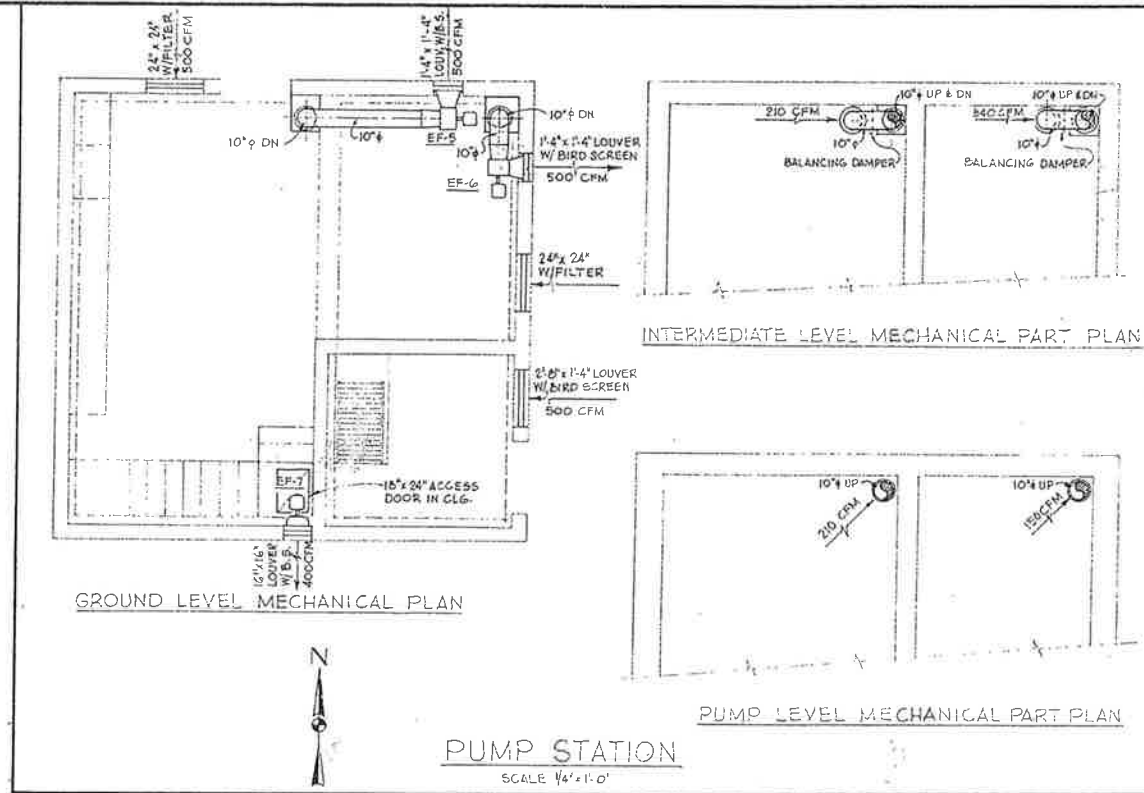 24" x 24"
W/FILTER
500 CFM
1'-4" x 1'-4"
LOUV. W/B.S.
500 CFM
10"φ DN
10"φ
EF-5
10"φ DN
10"φ
1'-4" x 1'-4" LOUVER
W/ BIRD SCREEN
500 CFM
EF-6
24" x 24"
W/FILTER
2'-8" x 1'-4" LOUVER
W/BIRD SCREEN
500 CFM
EF-7
18" x 24" ACCESS
DOOR IN CLG.
16" x 16"
LOUVER
W/B.S.
400 CFM
GROUND LEVEL MECHANICAL PLAN
10"φ UP & DN
210 CFM
10"φ
BALANCING DAMPER
10"φ UP & DN
340 CFM
10"φ
BALANCING DAMPER
INTERMEDIATE LEVEL MECHANICAL PART PLAN
10"φ UP
210 CFM
10"φ UP
150 CFM
PUMP LEVEL MECHANICAL PART PLAN
N
PUMP STATION
SCALE 1/4" = 1'-0"